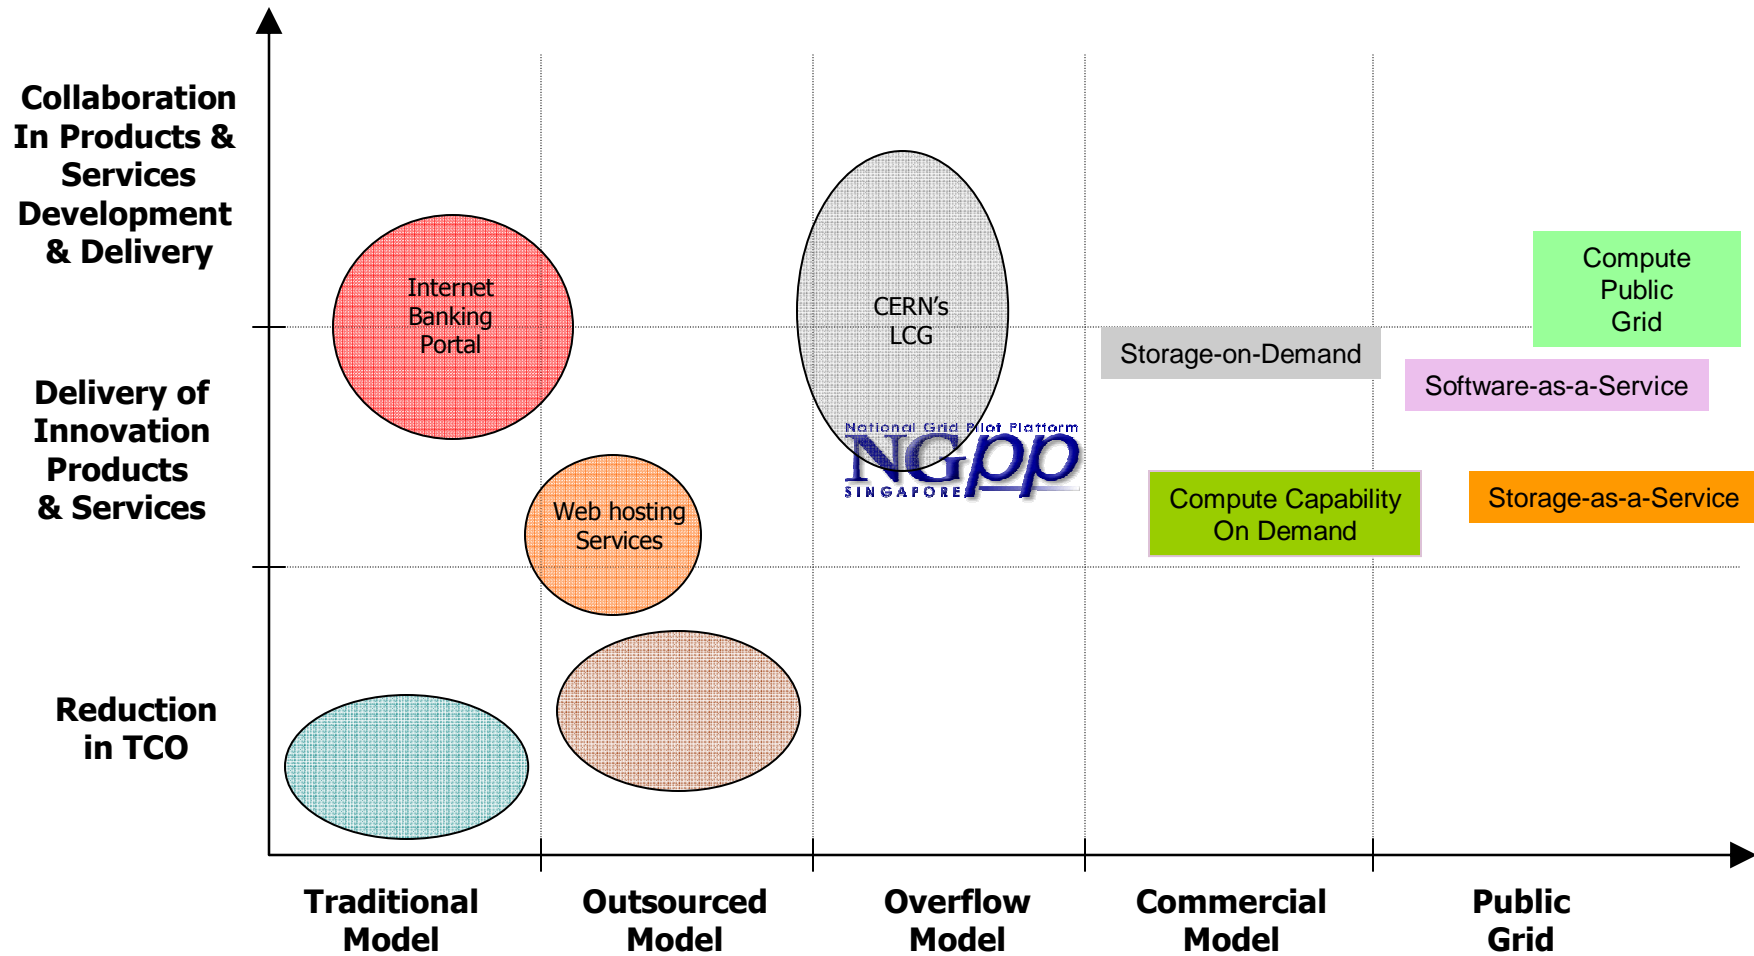 Collaboration
In Products &
Services
Development
& Delivery
Delivery of
Innovation
Products
& Services
Reduction
in TCO
Internet
Banking
Portal
CERN's
LCG
Web hosting
Services
National Grid Pilot Platform
NGpp
SINGAPORE
Storage-on-Demand
Compute
Public
Grid
Software-as-a-Service
Compute Capability
On Demand
Storage-as-a-Service
Traditional
Model
Outsourced
Model
Overflow
Model
Commercial
Model
Public
Grid